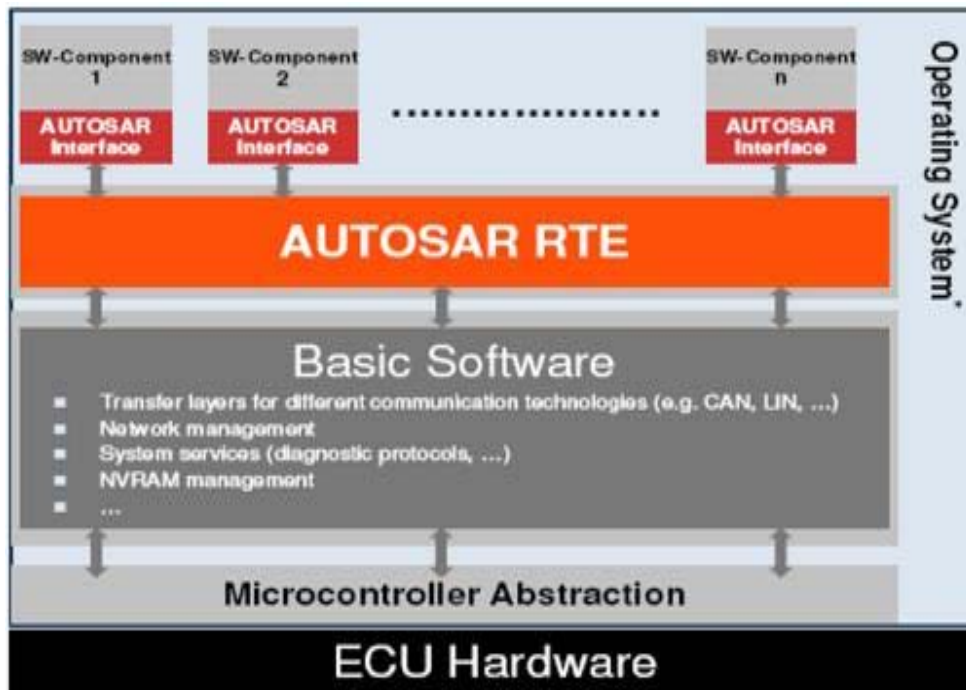 SW-Component
1
AUTOSAR
Interface
SW-Component
2
AUTOSAR
Interface
SW-Component
n
AUTOSAR
Interface
Operating System*
AUTOSAR RTE
Basic Software
Transfer layers for different communication technologies (e.g. CAN, LIN, ...)
Network management
System services (diagnostic protocols, ...)
NVRAM management
...
Microcontroller Abstraction
ECU Hardware